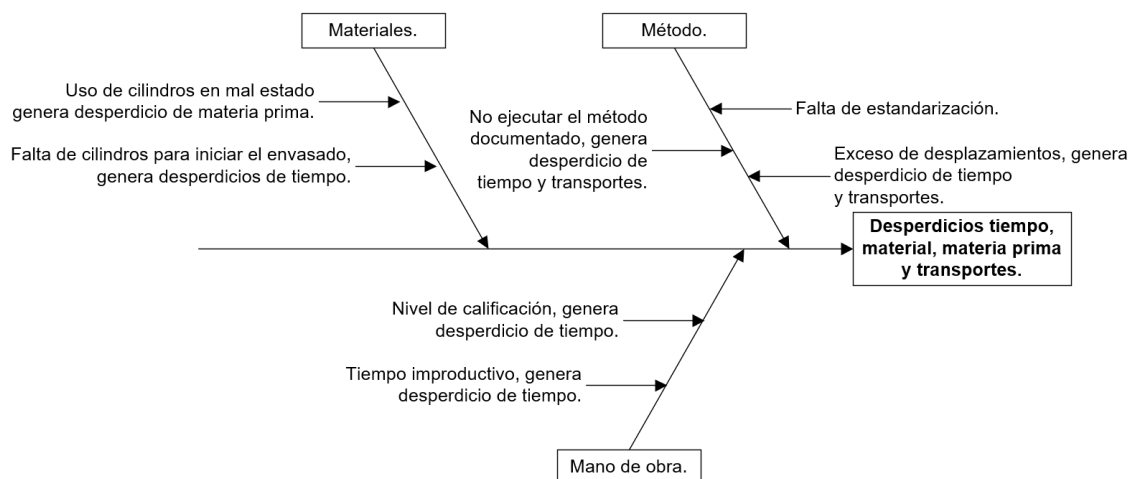 Materiales.
Método.
Uso de cilindros en mal estado
genera desperdicio de materia prima.
Falta de cilindros para iniciar el envasado,
genera desperdicios de tiempo.
No ejecutar el método
documentado, genera
desperdicio de
tiempo y transportes.
Falta de estandarización.
Exceso de desplazamientos, genera
desperdicio de tiempo
y transportes.
Desperdicios tiempo,
material, materia prima
y transportes.
Nivel de calificación, genera
desperdicio de tiempo.
Tiempo improductivo, genera
desperdicio de tiempo.
Mano de obra.